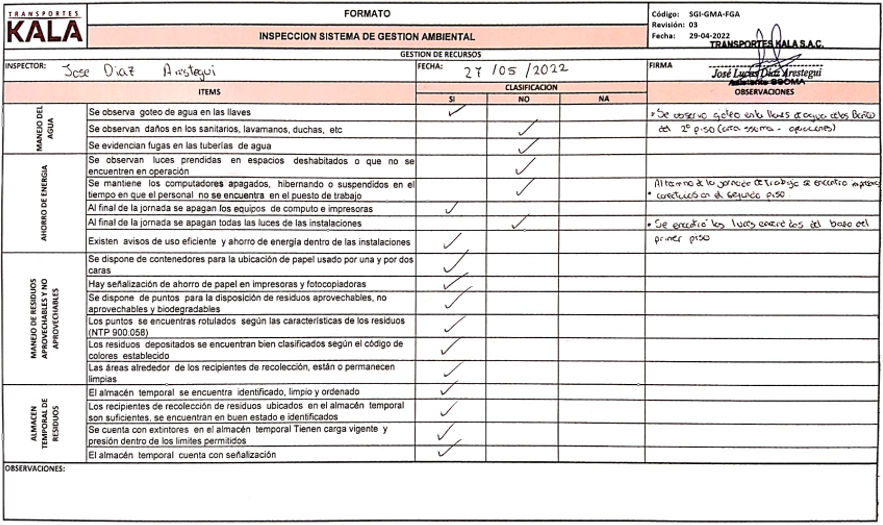 TRANSPORTES
KALA
FORMATO
INSPECCION SISTEMA DE GESTION AMBIENTAL
Código: SGI-GMA-FGA
Revisión: 03
Fecha: 29-04-2022
TRANSPORTES KALA S.A.C.
GESTION DE RECURSOS
INSPECTOR: Jose Diaz Arestegui
FECHA: 27/05/2022
FIRMA
José Lucas Díaz Arestegui
Asistente SSOMA
ITEMS
CLASIFICACION
OBSERVACIONES
SI NO NA
MANEJO DEL AGUA
Se observa goteo de agua en las llaves
• Se observo goteo en la llaves de agua de los Baños
Se observan daños en los sanitarios, lavamanos, duchas, etc
del 2° piso (area ssoma - operaciones)
Se evidencian fugas en las tuberías de agua
AHORRO DE ENERGIA
Se observan luces prendidas en espacios deshabitados o que no se
encuentren en operación
Se mantiene los computadores apagados, hibernando o suspendidos en el
tiempo en que el personal no se encuentra en el puesto de trabajo
Al termino de la jornada de trabajo se encontro
en el segundo piso
Al final de la jornada se apagan los equipos de computo e impresoras
Al final de la jornada se apagan todas las luces de las instalaciones
• Se encontró las luces del baño del
primer piso
Existen avisos de uso eficiente y ahorro de energía dentro de las instalaciones
MANEJO DE RESIDUOS APROVECHABLES Y NO APROVECHABLES
Se dispone de contenedores para la ubicación de papel usado por una y por dos
caras
Hay señalización de ahorro de papel en impresoras y fotocopiadoras
Se dispone de puntos para la disposición de residuos aprovechables, no
aprovechables y biodegradables
Los puntos se encuentras rotulados según las características de los residuos
(NTP 900:058)
Los residuos depositados se encuentran bien clasificados según el código de
colores establecido
Las áreas alrededor de los recipientes de recolección, están o permanecen
limpias
ALMACÉN TEMPORAL DE RESIDUOS
El almacén temporal se encuentra identificado, limpio y ordenado
Los recipientes de recolección de residuos ubicados en el almacén temporal
son suficientes, se encuentran en buen estado e identificados
Se cuenta con extintores en el almacén temporal Tienen carga vigente y
presión dentro de los limites permitidos
El almacén temporal cuenta con señalización
OBSERVACIONES: